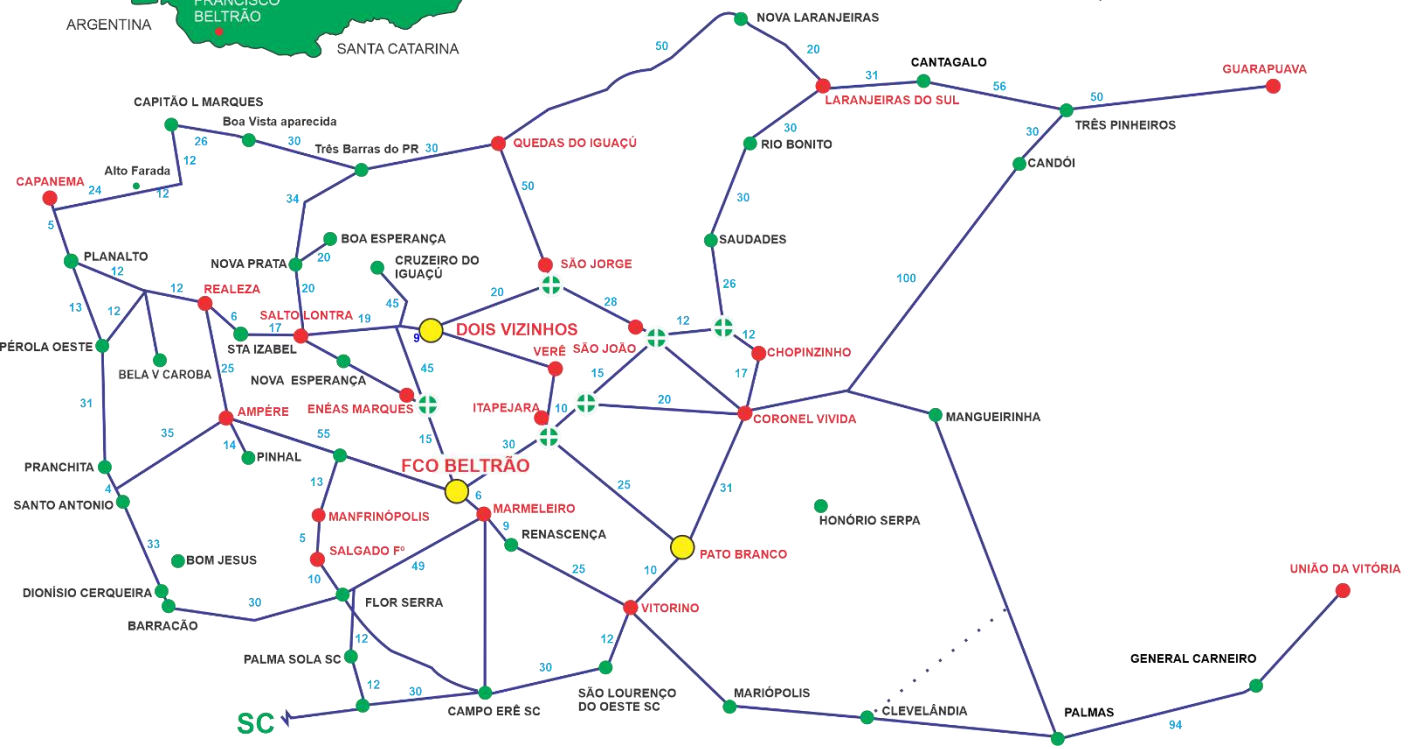 FRANCISCO
BELTRÃO
ARGENTINA
SANTA CATARINA
NOVA LARANJEIRAS
50
20
CANTAGALO
31
56
GUARAPUAVA
LARANJEIRAS DO SUL
50
TRÊS PINHEIROS
CAPITÃO L MARQUES
Boa Vista aparecida
26
30
Três Barras do PR
30
QUEDAS DO IGUAÇÚ
30
RIO BONITO
30
CANDÓI
12
Alto Farada
CAPANEMA
24
12
34
50
30
5
BOA ESPERANÇA
SAUDADES
PLANALTO
12
NOVA PRATA
20
CRUZEIRO DO
IGUAÇÚ
SÃO JORGE
100
12
REALEZA
20
45
20
28
26
13
12
6
SALTO LONTRA
17
19
9
DOIS VIZINHOS
12
12
PÉROLA OESTE
STA IZABEL
VERÊ
SÃO JOÃO
CHOPINZINHO
BELA V CAROBA
25
NOVA ESPERANÇA
45
15
17
31
AMPÉRE
ENÉAS MARQUES
ITAPEJARA
10
20
CORONEL VIVIDA
MANGUEIRINHA
35
55
14
PINHAL
15
30
PRANCHITA
FCO BELTRÃO
4
SANTO ANTONIO
13
6
25
31
MANFRINÓPOLIS
MARMELEIRO
9
RENASCENÇA
HONÓRIO SERPA
33
BOM JESUS
5
SALGADO Fº
49
25
10
PATO BRANCO
UNIÃO DA VITÓRIA
DIONÍSIO CERQUEIRA
10
30
FLOR SERRA
VITORINO
BARRACÃO
12
12
PALMA SOLA SC
30
GENERAL CARNEIRO
12
30
SÃO LOURENÇO
DO OESTE SC
MARIÓPOLIS
CAMPO ERÊ SC
CLEVELÂNDIA
PALMAS
94
SC